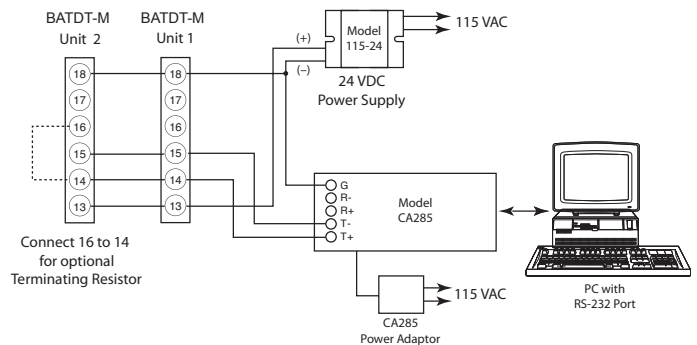 BATDT-M
Unit 2
BATDT-M
Unit 1
(+)
(–)
Model
115-24
115 VAC
24 VDC
Power Supply
18
17
16
15
14
13
18
17
16
15
14
13
Connect 16 to 14
for optional
Terminating Resistor
G
R-
R+
T-
T+
Model
CA285
115 VAC
CA285
Power Adaptor
PC with
RS-232 Port